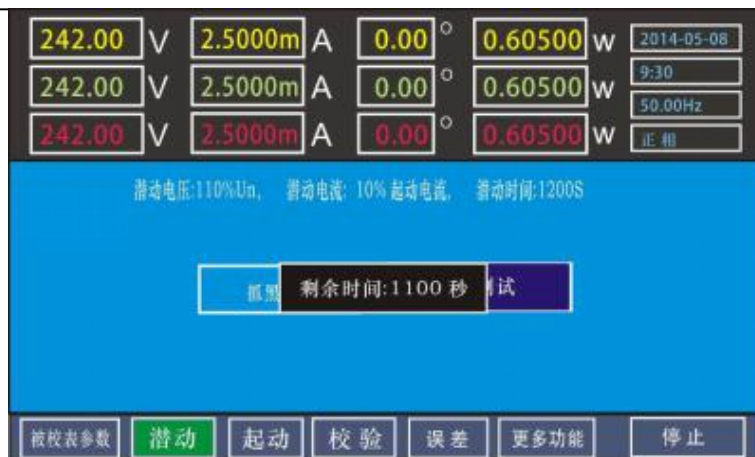 242.00 V 2.5000m A 0.00 ° 0.60500 W 2014-05-08
242.00 V 2.5000m A 0.00 ° 0.60500 W 9:30
50.00Hz
242.00 V 2.5000m A 0.00 ° 0.60500 W 正相
潜动电压:110%Un, 潜动电流: 10% 起动电流, 潜动时间:1200S
抓黑 剩余时间:1100 秒 试
被校表参数 潜动 起动 校验 误差 更多功能 停止